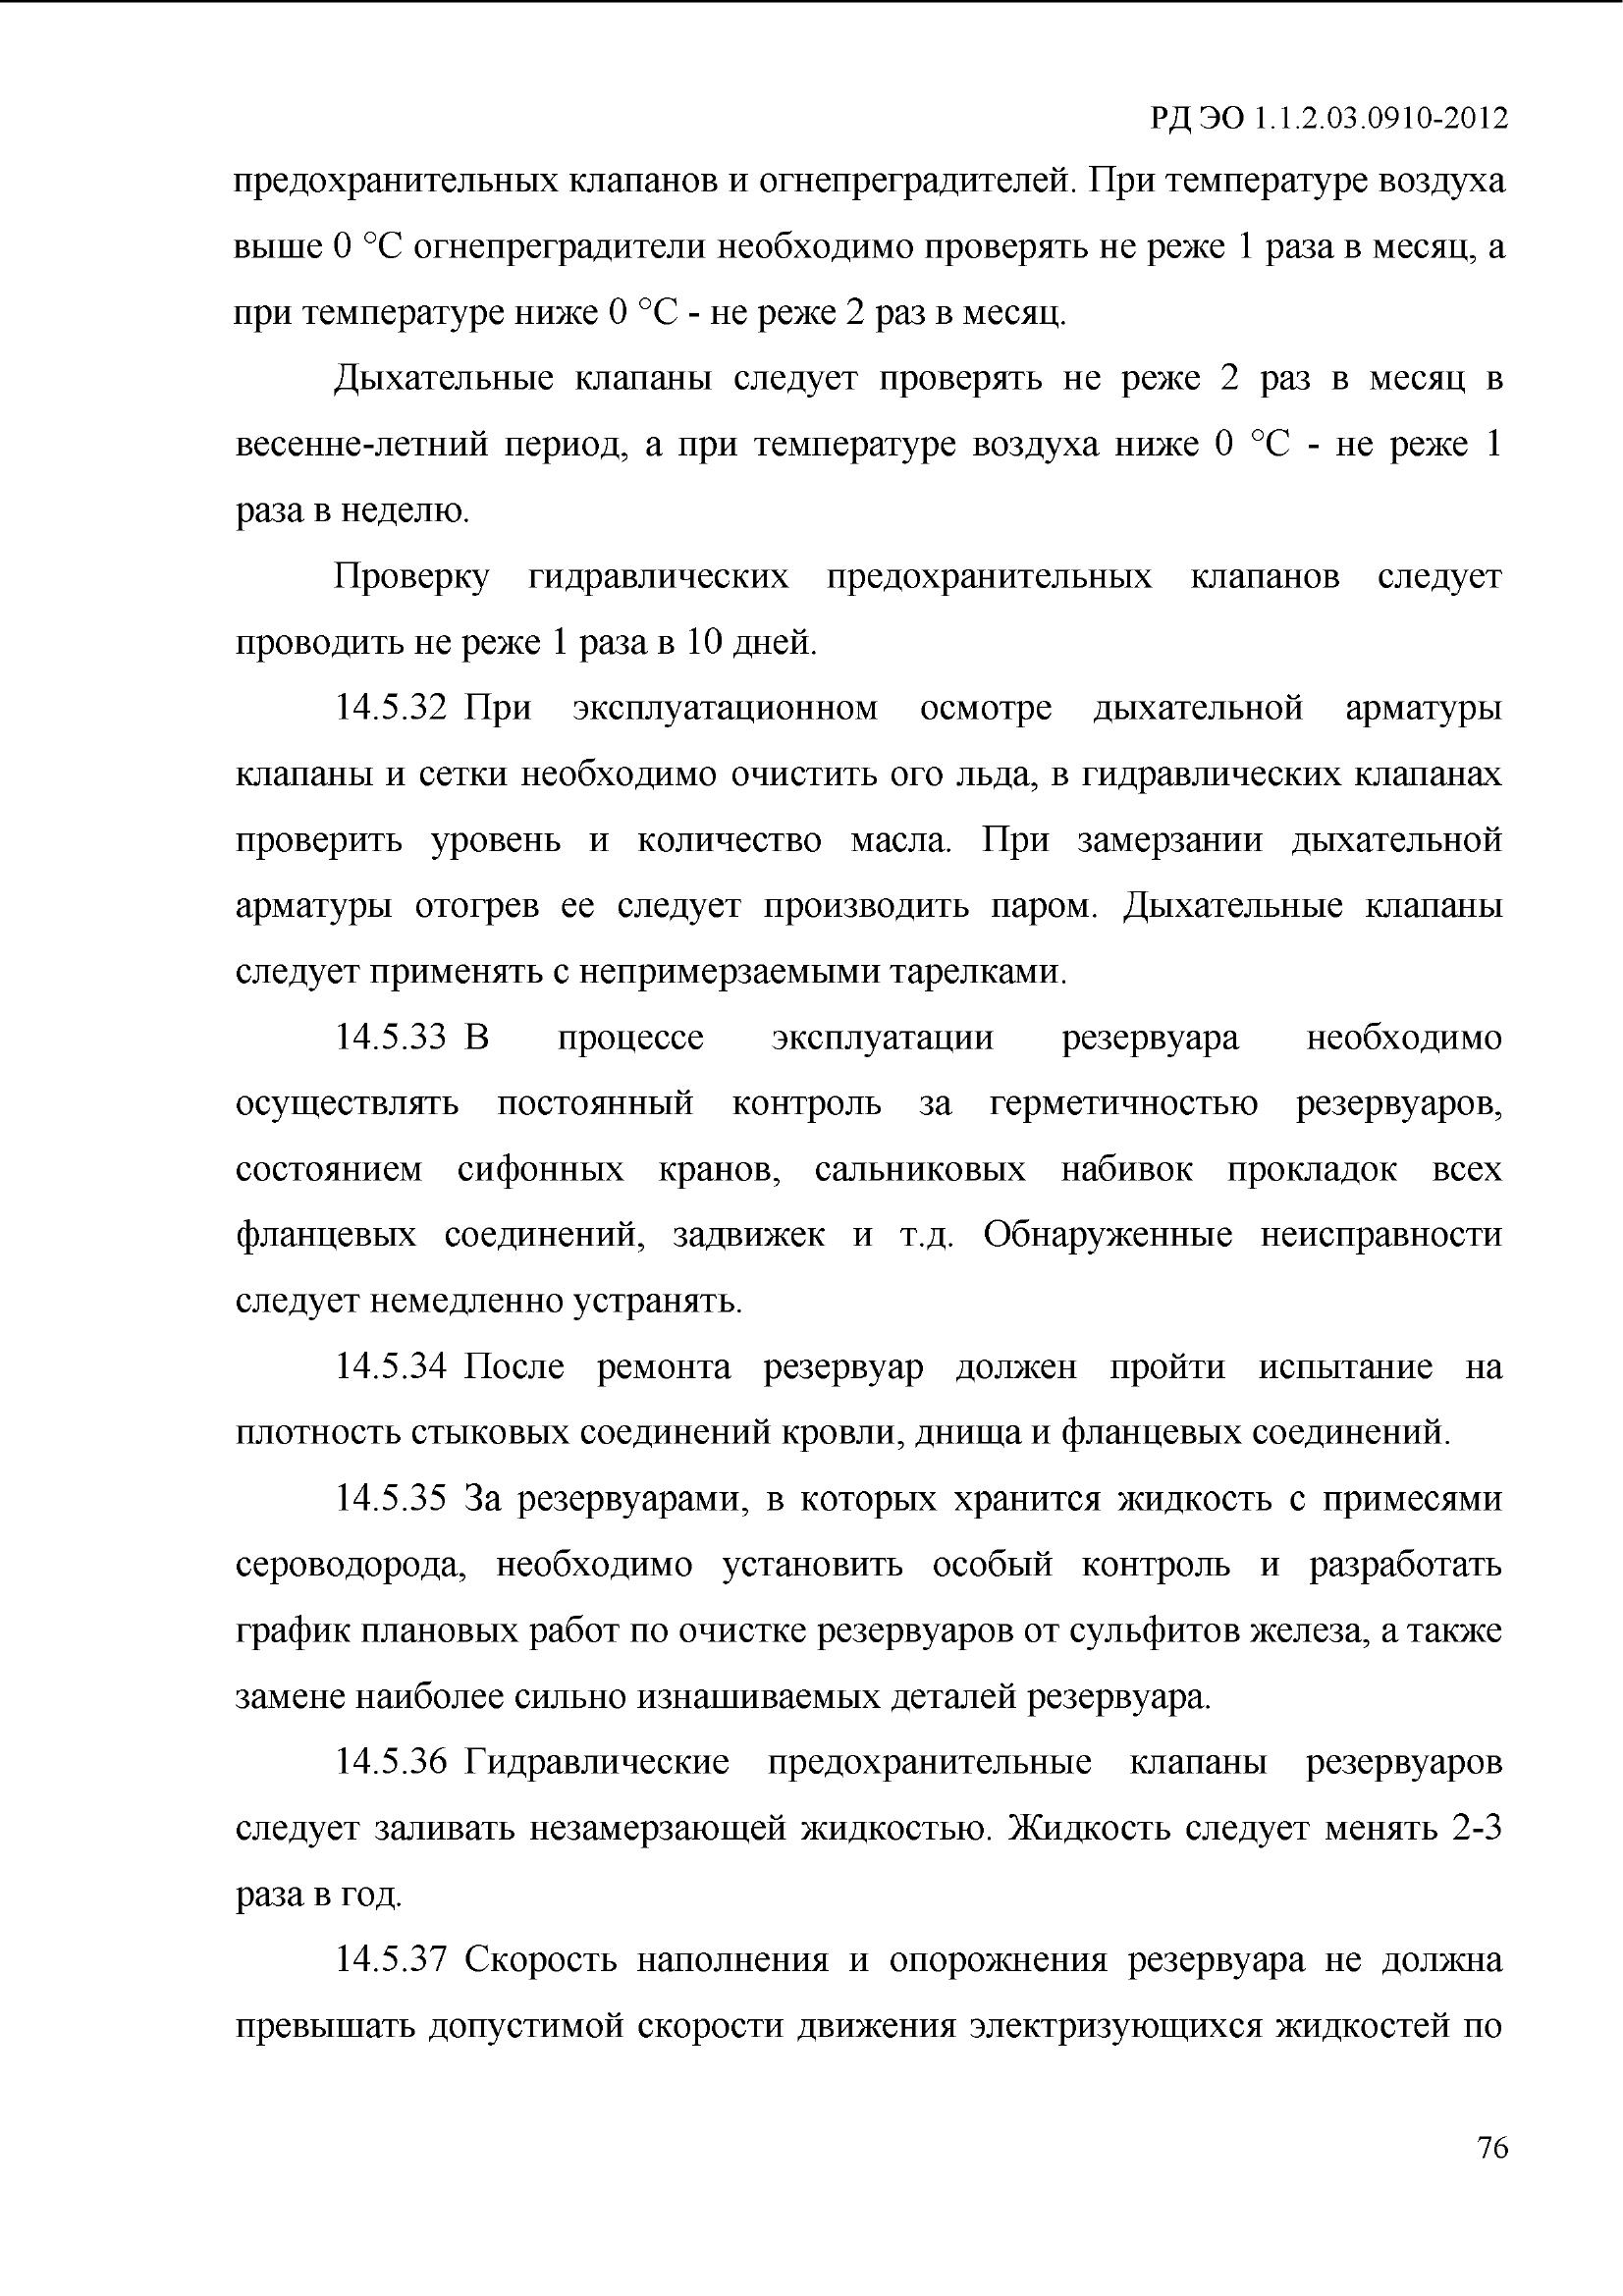 РД ЭО 1.1.2.03.0910-2012
предохранительных клапанов и огнепреградителей. При температуре воздуха
выше 0 °С огнепреградители необходимо проверять не реже 1 раза в месяц, а
при температуре ниже 0 °С - не реже 2 раз в месяц.
Дыхательные клапаны следует проверять не реже 2 раз в месяц в
весенне-летний период, а при температуре воздуха ниже 0 °С - не реже 1
раза в неделю.
Проверку гидравлических предохранительных клапанов следует
проводить не реже 1 раза в 10 дней.
14.5.32 При эксплуатационном осмотре дыхательной арматуры
клапаны и сетки необходимо очистить ого льда, в гидравлических клапанах
проверить уровень и количество масла. При замерзании дыхательной
арматуры отогрев ее следует производить паром. Дыхательные клапаны
следует применять с непримерзаемыми тарелками.
14.5.33 В процессе эксплуатации резервуара необходимо
осуществлять постоянный контроль за герметичностью резервуаров,
состоянием сифонных кранов, сальниковых набивок прокладок всех
фланцевых соединений, задвижек и т.д. Обнаруженные неисправности
следует немедленно устранять.
14.5.34 После ремонта резервуар должен пройти испытание на
плотность стыковых соединений кровли, днища и фланцевых соединений.
14.5.35 За резервуарами, в которых хранится жидкость с примесями
сероводорода, необходимо установить особый контроль и разработать
график плановых работ по очистке резервуаров от сульфитов железа, а также
замене наиболее сильно изнашиваемых деталей резервуара.
14.5.36 Гидравлические предохранительные клапаны резервуаров
следует заливать незамерзающей жидкостью. Жидкость следует менять 2-3
раза в год.
14.5.37 Скорость наполнения и опорожнения резервуара не должна
превышать допустимой скорости движения электризующихся жидкостей по
76